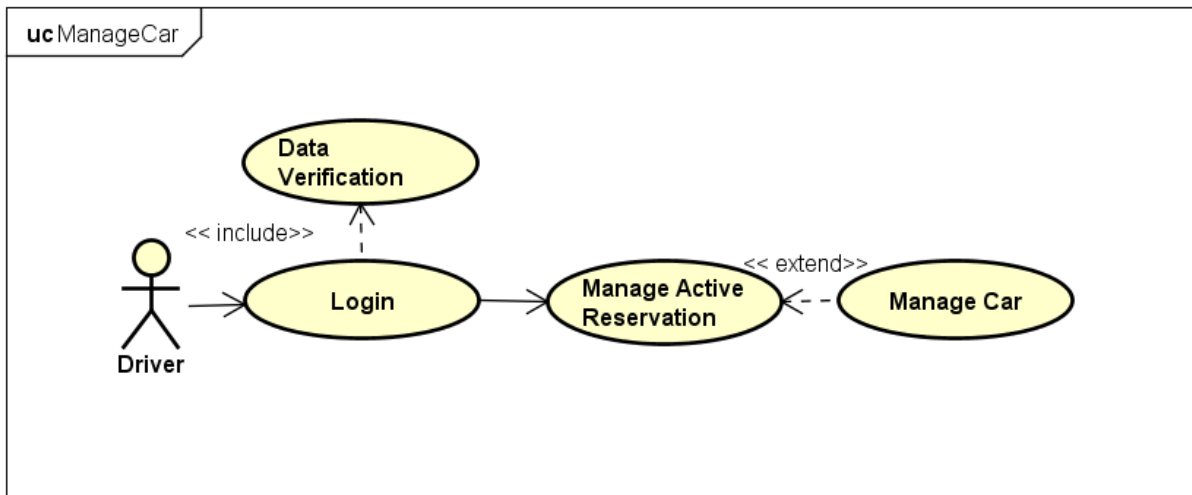 uc ManageCar
Data
Verification
<< include>>
<< extend>>
Login
Manage Active
Reservation
Manage Car
Driver